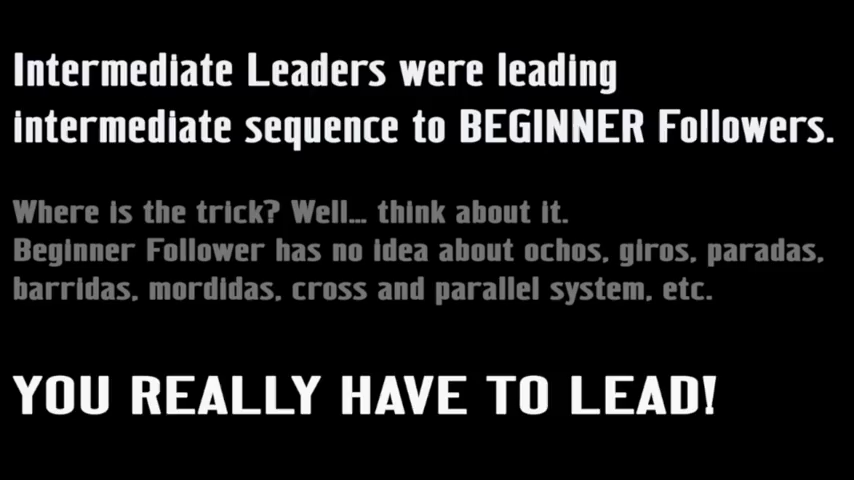 Intermediate Leaders were leading
intermediate sequence to BEGINNER Followers.
Where is the trick? Well... think about it.
Beginner Follower has no idea about ochos, giros, paradas,
barridas, mordidas, cross and parallel system, etc.
YOU REALLY HAVE TO LEAD!